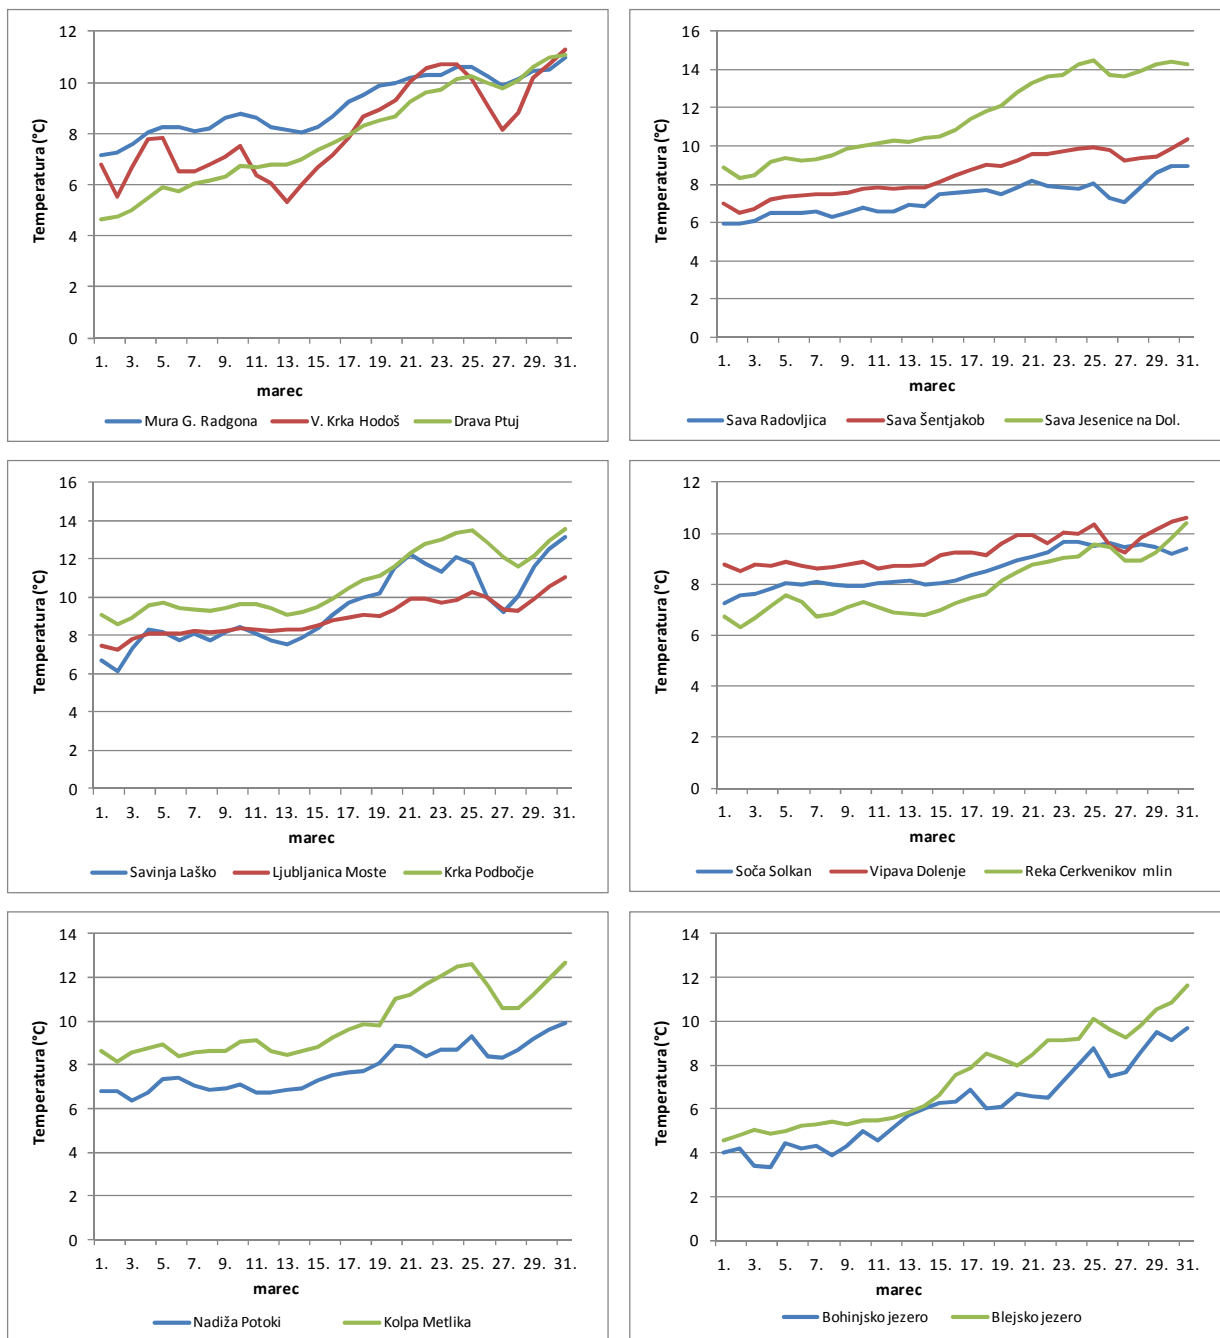 Temperatura (°C)
12
10
8
6
4
2
0
1. 3. 5. 7. 9. 11. 13. 15. 17. 19. 21. 23. 25. 27. 29. 31.
marec
Mura G. Radgona V. Krka Hodoš Drava Ptuj
Temperatura (°C)
16
14
12
10
8
6
4
2
0
1. 3. 5. 7. 9. 11. 13. 15. 17. 19. 21. 23. 25. 27. 29. 31.
marec
Sava Radovljica Sava Šentjakob Sava Jesenice na Dol.
Temperatura (°C)
16
14
12
10
8
6
4
2
0
1. 3. 5. 7. 9. 11. 13. 15. 17. 19. 21. 23. 25. 27. 29. 31.
marec
Savinja Laško Ljubljanica Moste Krka Podbočje
Temperatura (°C)
12
10
8
6
4
2
0
1. 3. 5. 7. 9. 11. 13. 15. 17. 19. 21. 23. 25. 27. 29. 31.
marec
Soča Solkan Vipava Dolenje Reka Cerkvenikov mlin
Temperatura (°C)
14
12
10
8
6
4
2
0
1. 3. 5. 7. 9. 11. 13. 15. 17. 19. 21. 23. 25. 27. 29. 31.
marec
Nadiža Potoki Kolpa Metlika
Temperatura (°C)
14
12
10
8
6
4
2
0
1. 3. 5. 7. 9. 11. 13. 15. 17. 19. 21. 23. 25. 27. 29. 31.
marec
Bohinjsko jezero Blejsko jezero